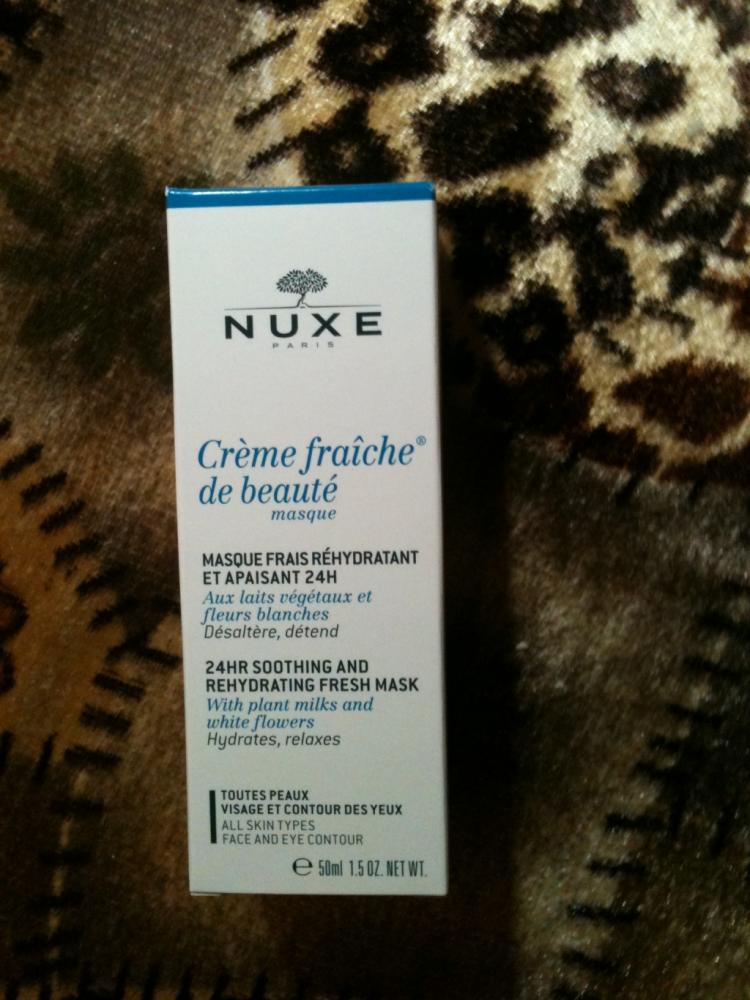 NUXE
PARIS
Crème fraîche®
de beauté
masque
MASQUE FRAIS RÉHYDRATANT
ET APAISANT 24H
Aux laits végétaux et
fleurs blanches
Désaltère, détend
24HR SOOTHING AND
REHYDRATING FRESH MASK
With plant milks and
white flowers
Hydrates, relaxes
TOUTES PEAUX
VISAGE ET CONTOUR DES YEUX
ALL SKIN TYPES
FACE AND EYE CONTOUR
℮ 50ml 1.5 OZ. NET WT.